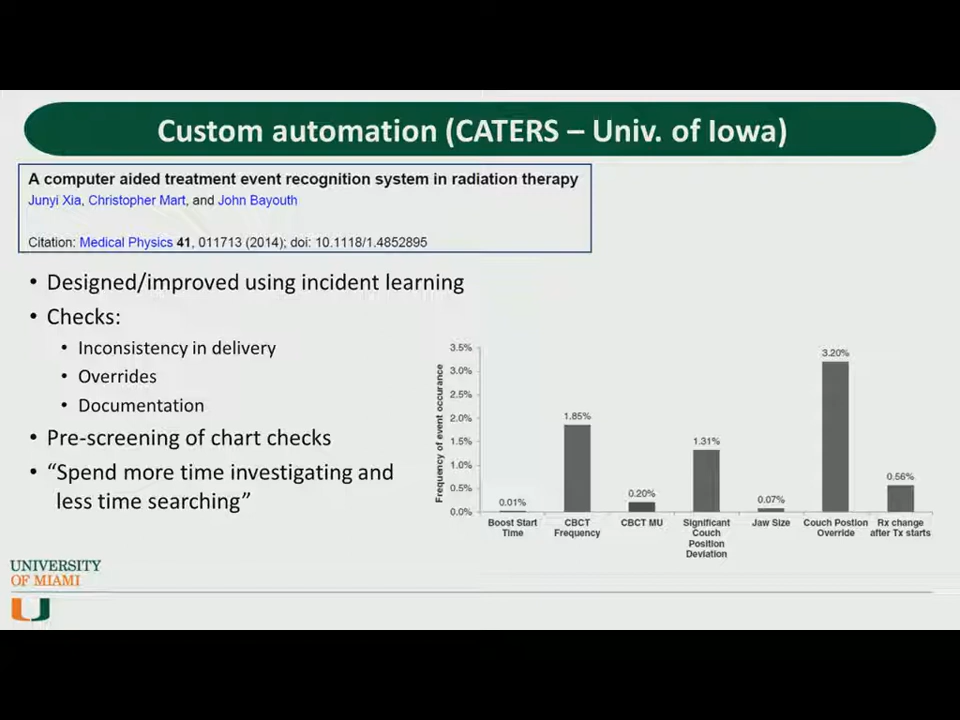 Custom automation (CATERS – Univ. of Iowa)
A computer aided treatment event recognition system in radiation therapy
Junyi Xia, Christopher Mart, and John Bayouth
Citation: Medical Physics 41, 011713 (2014); doi: 10.1118/1.4852895
• Designed/improved using incident learning
• Checks:
• Inconsistency in delivery
• Overrides
• Documentation
• Pre-screening of chart checks
• “Spend more time investigating and
less time searching”
Frequency of event occurance
3.5%
3.0%
2.5%
2.0%
1.5%
1.0%
0.5%
0.0%
0.01%
1.85%
0.20%
1.31%
0.07%
3.20%
0.56%
Boost Start
Time
CBCT
Frequency
CBCT MU
Significant
Couch
Position
Deviation
Jaw Size
Couch Postion
Override
Rx change
after Tx starts
UNIVERSITY
OF MIAMI
U